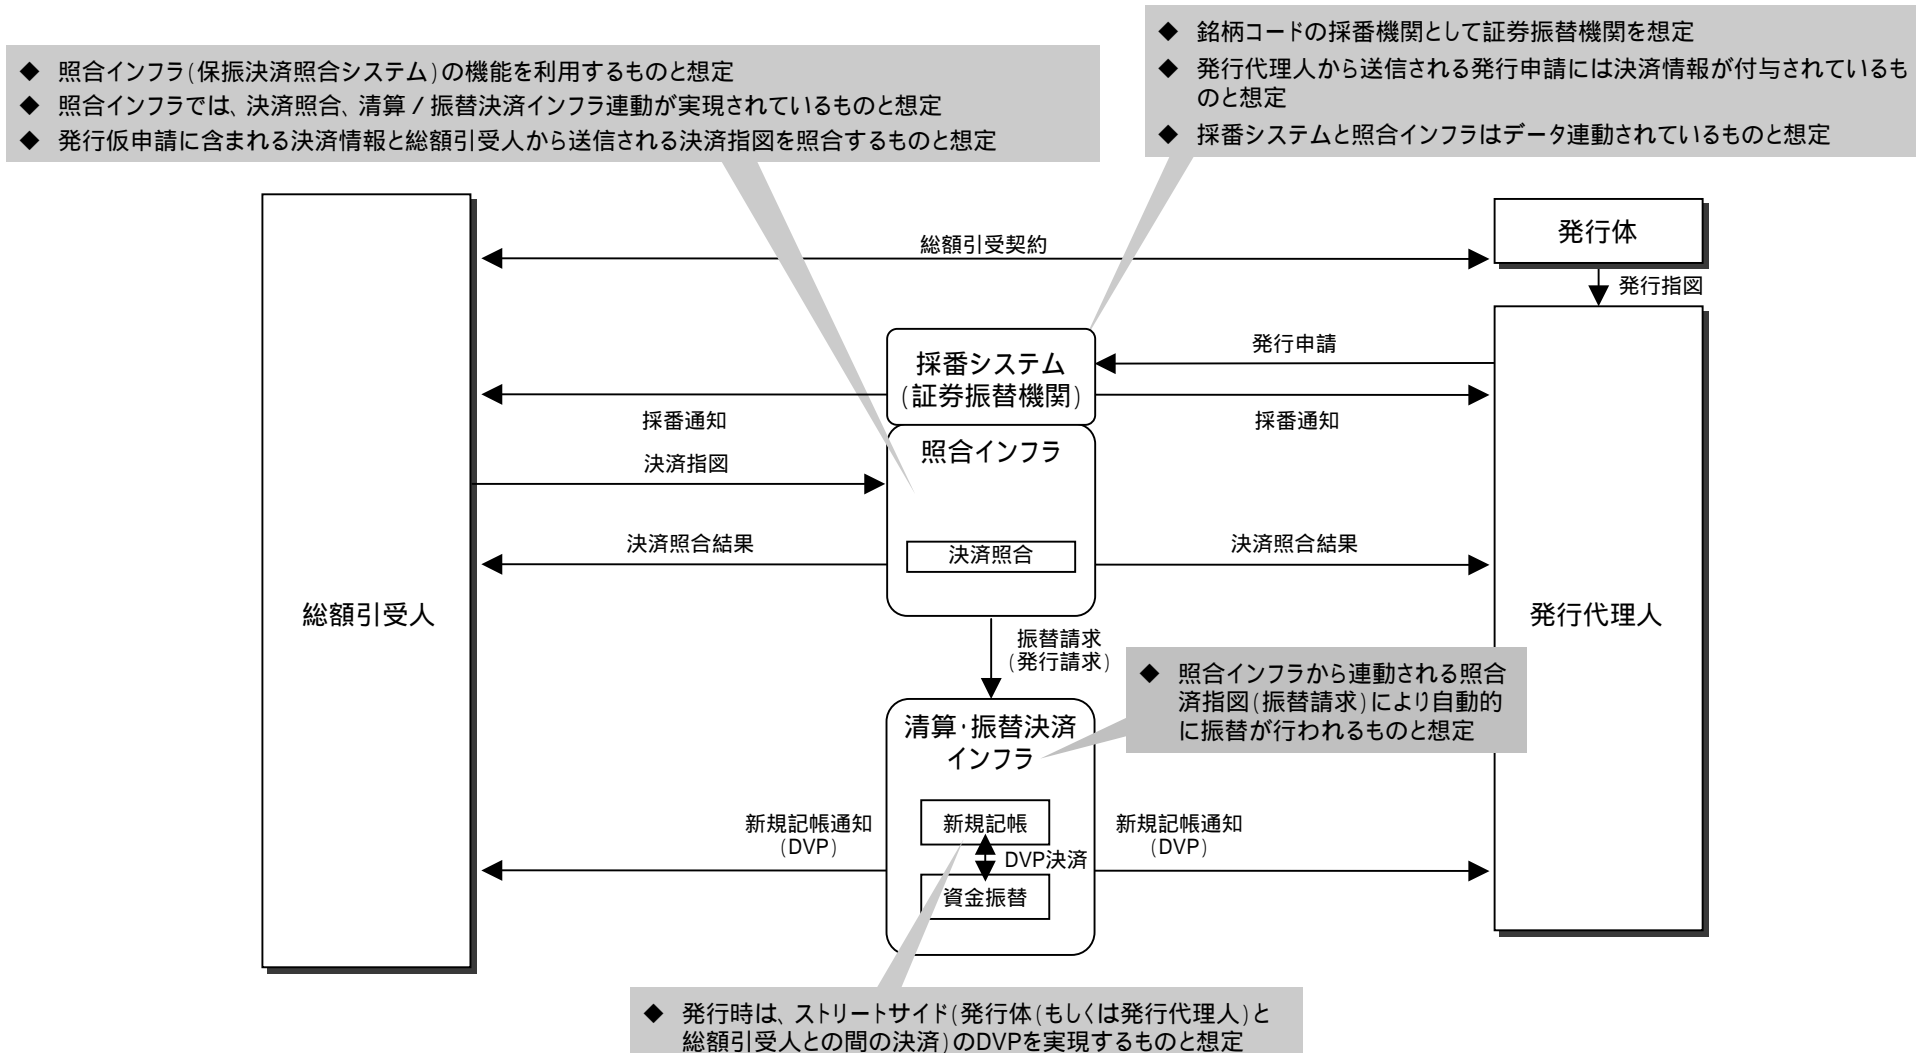 ◆ 銘柄コードの採番機関として証券振替機関を想定
◆ 発行代理人から送信される発行申請には決済情報が付与されているも
のと想定
◆ 採番システムと照合インフラはデータ連動されているものと想定
◆ 照合インフラ(保振決済照合システム)の機能を利用するものと想定
◆ 照合インフラでは、決済照合、清算/振替決済インフラ連動が実現されているものと想定
◆ 発行仮申請に含まれる決済情報と総額引受人から送信される決済指図を照合するものと想定
発行体
総額引受契約
発行指図
発行申請
採番システム
(証券振替機関)
採番通知
採番通知
照合インフラ
決済指図
決済照合結果
決済照合
決済照合結果
総額引受人
発行代理人
振替請求
(発行請求)
◆ 照合インフラから連動される照合
済指図(振替請求)により自動的
に振替が行われるものと想定
清算・振替決済
インフラ
新規記帳通知
(DVP)
新規記帳
新規記帳通知
(DVP)
DVP決済
資金振替
◆ 発行時は、ストリートサイド(発行体(もしくは発行代理人)と
総額引受人との間の決済)のDVPを実現するものと想定